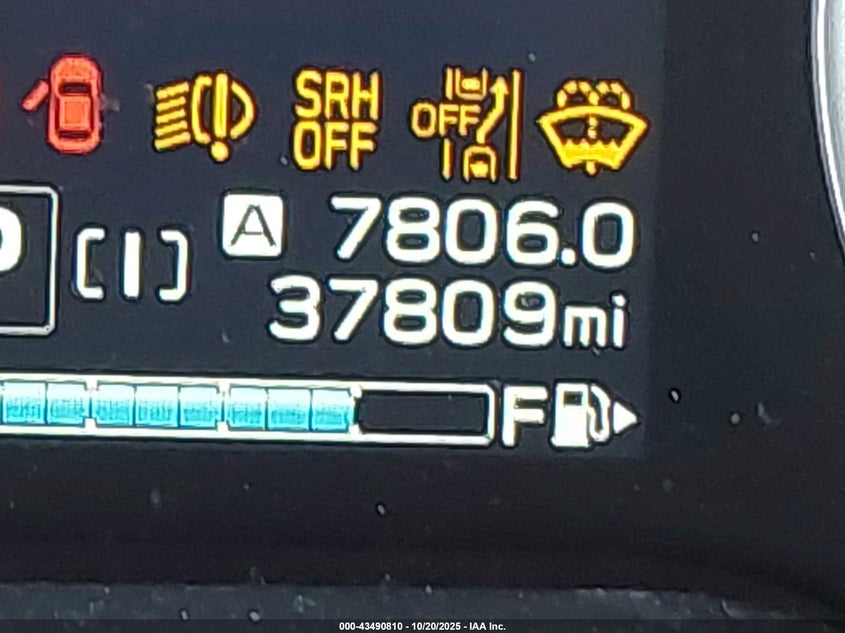 SRH
OFF
OFF
A 7806.0
37809mi
F
000-43490810 - 10/20/2025 - IAA Inc.